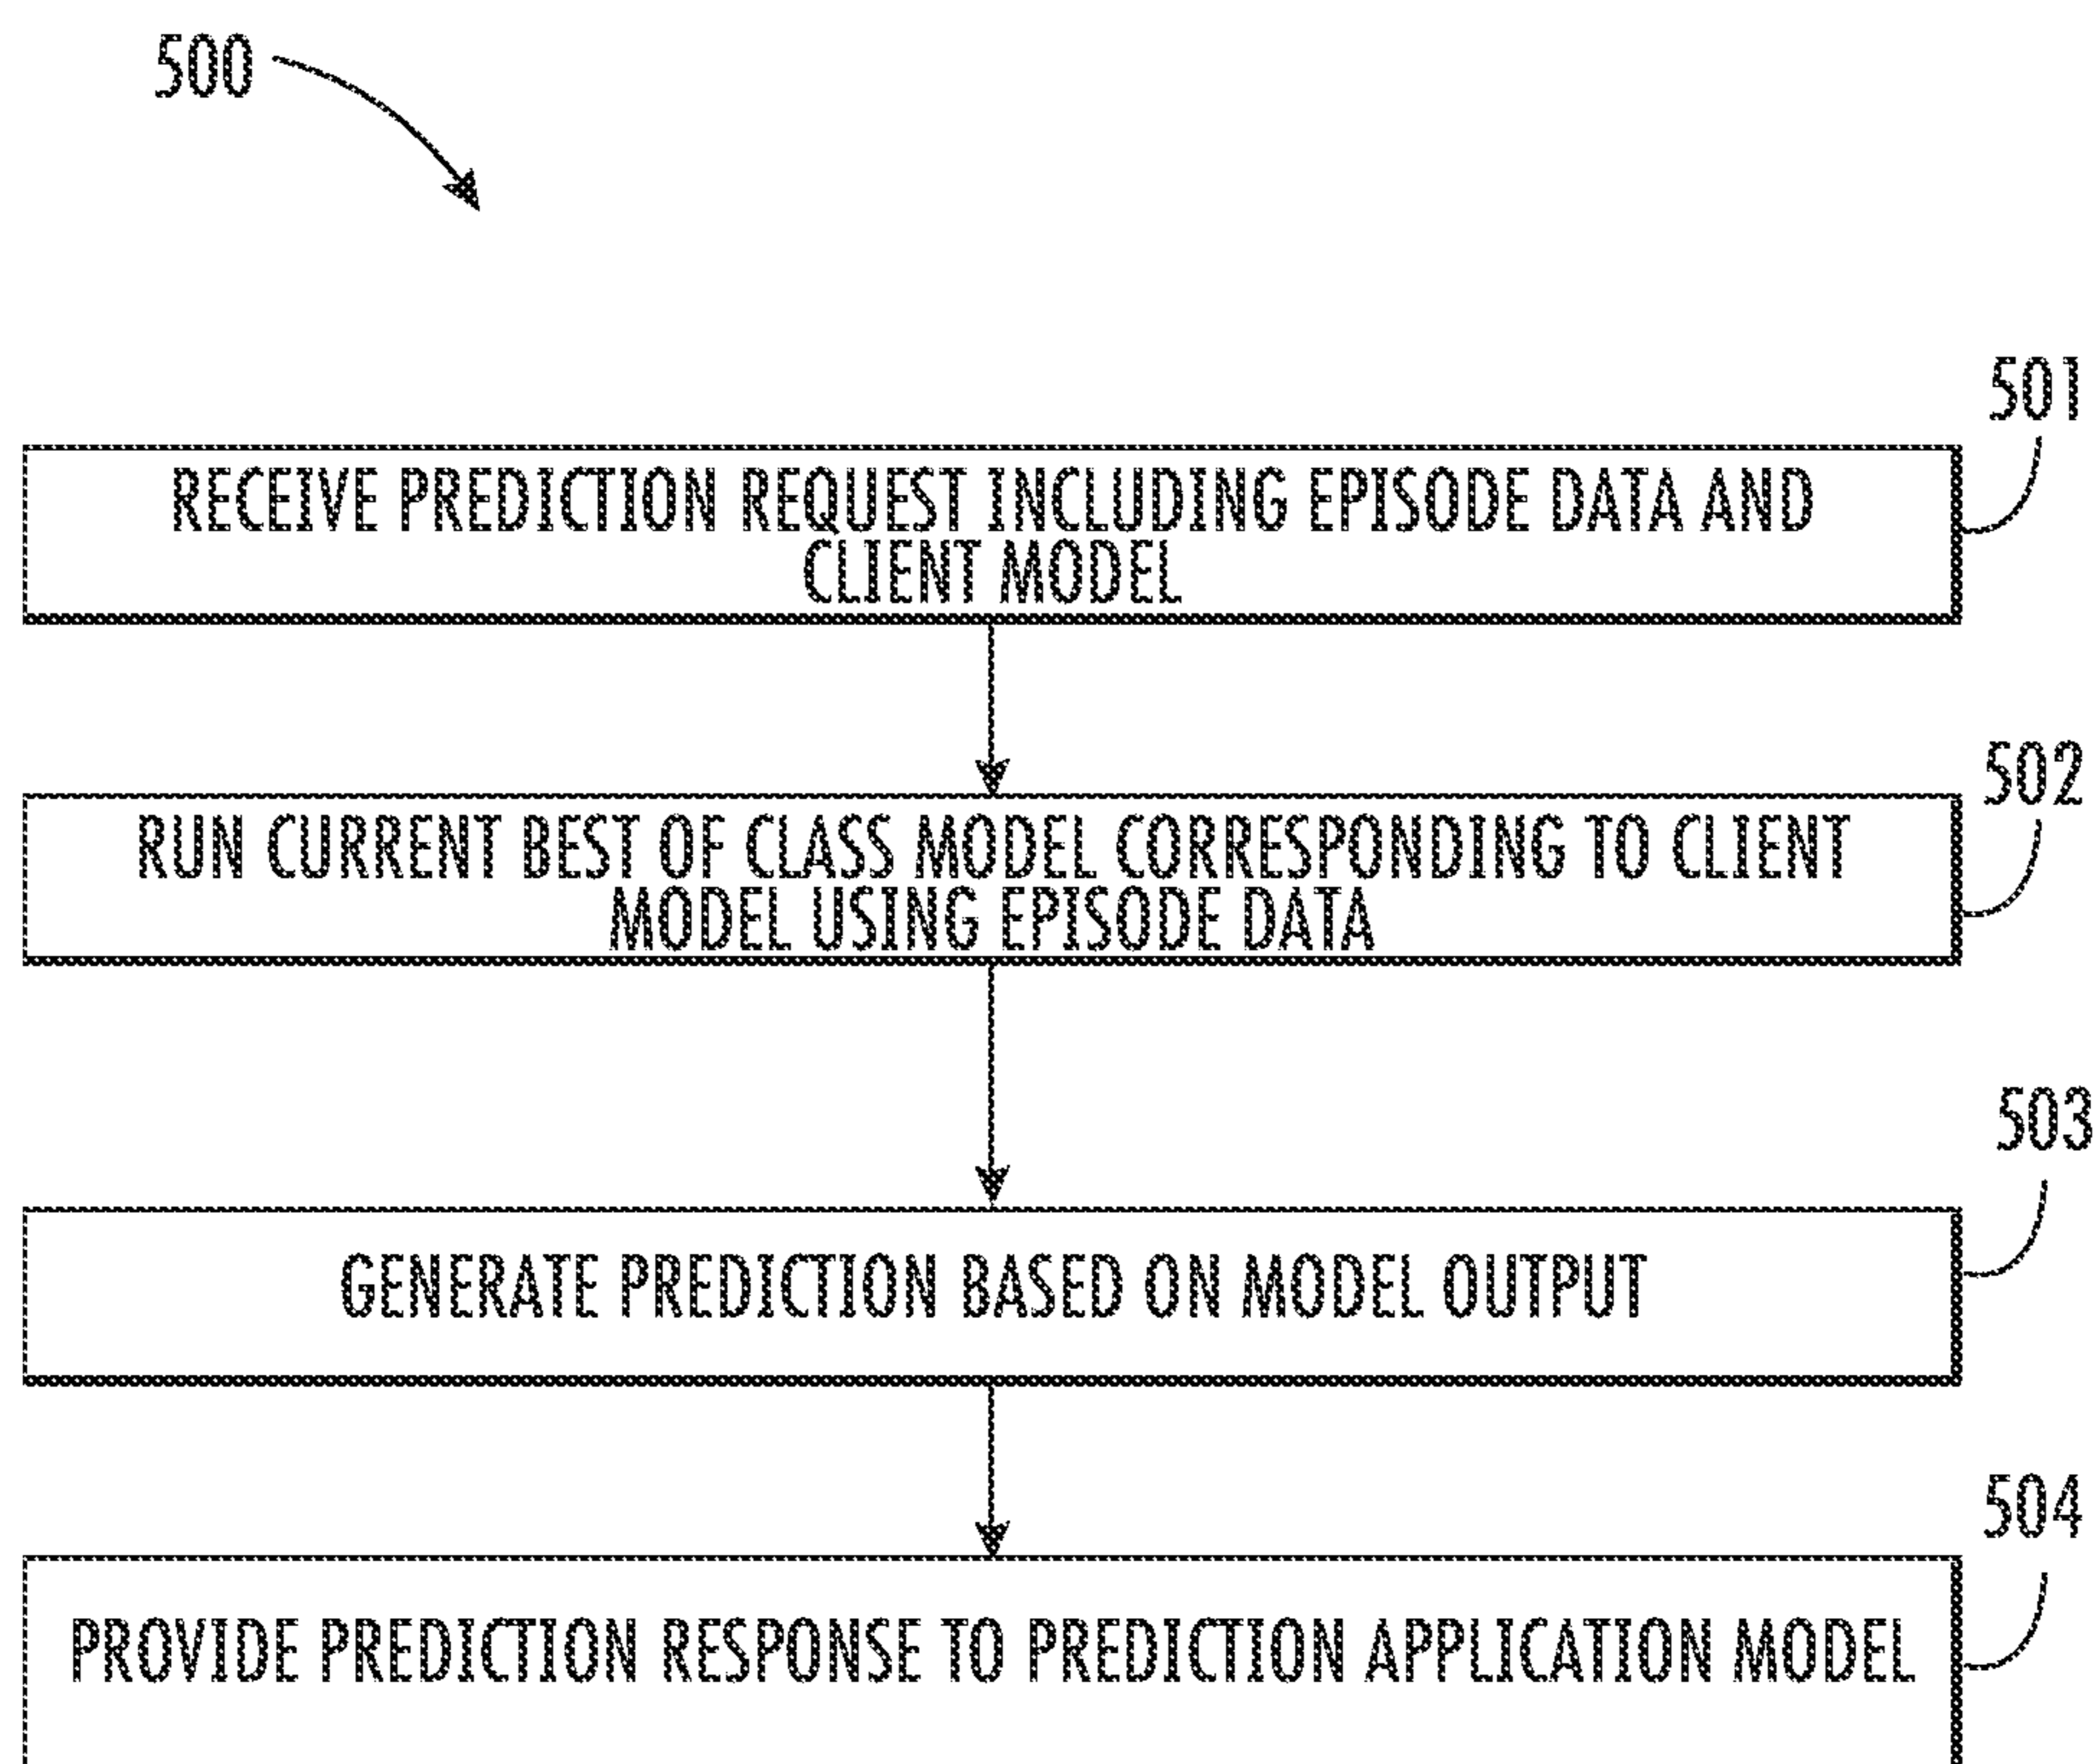 500
501
RECEIVE PREDICTION REQUEST INCLUDING EPISODE DATA AND
CLIENT MODEL
502
RUN CURRENT BEST OF CLASS MODEL CORRESPONDING TO CLIENT
MODEL USING EPISODE DATA
503
GENERATE PREDICTION BASED ON MODEL OUTPUT
504
PROVIDE PREDICTION RESPONSE TO PREDICTION APPLICATION MODEL